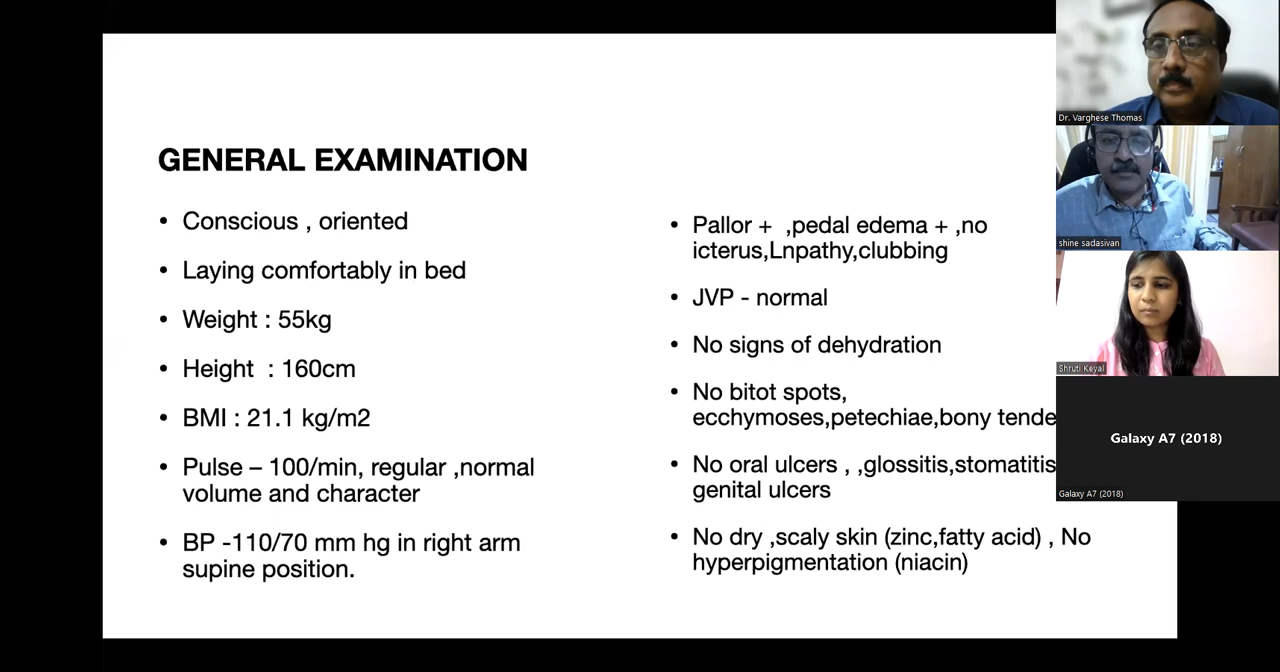 GENERAL EXAMINATION
• Conscious , oriented
• Laying comfortably in bed
• Weight : 55kg
• Height : 160cm
• BMI : 21.1 kg/m2
• Pulse – 100/min, regular ,normal
volume and character
• BP -110/70 mm hg in right arm
supine position.
• Pallor + ,pedal edema + ,no
icterus,Lnpathy,clubbing
• JVP - normal
• No signs of dehydration
• No bitot spots,
ecchymoses,petechiae,bony tende
• No oral ulcers , ,glossitis,stomatitis
genital ulcers
• No dry ,scaly skin (zinc,fatty acid) , No
hyperpigmentation (niacin)
Dr. Varghese Thomas
shine sadasivan
Shruti Keyal
Galaxy A7 (2018)
Galaxy A7 (2018)